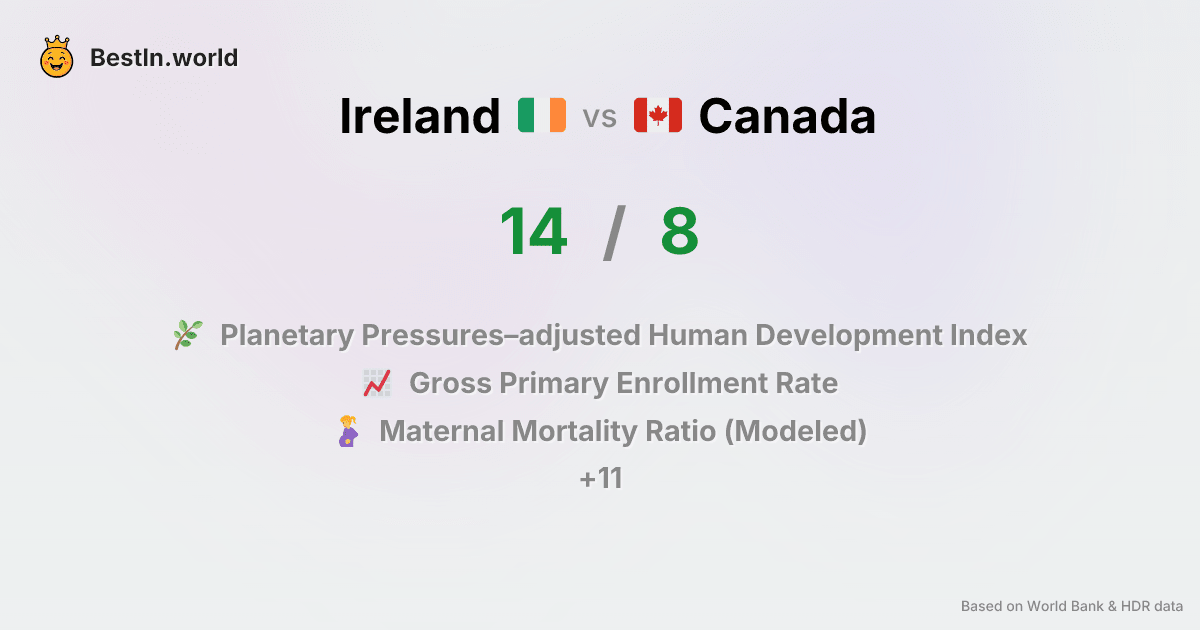 BestIn.world
Ireland vs Canada
14 / 8
Planetary Pressures–adjusted Human Development Index
Gross Primary Enrollment Rate
Maternal Mortality Ratio (Modeled)
+11
Based on World Bank & HDR data